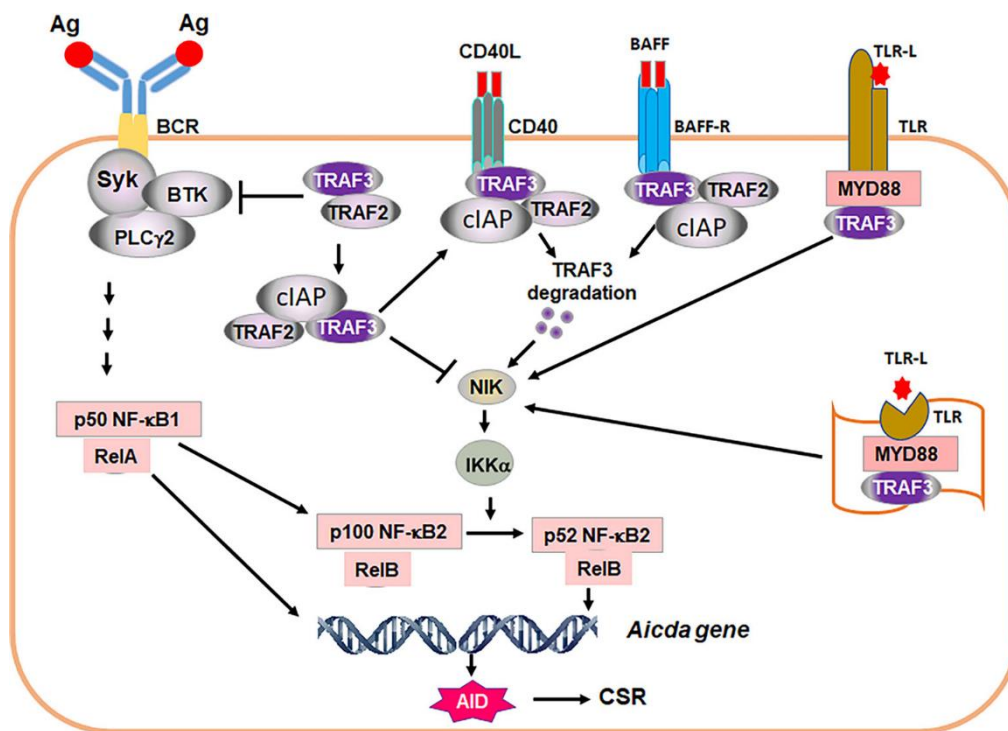 Ag
Ag
BCR
Syk
BTK
PLCγ2
TRAF3
TRAF2
CD40L
CD40
TRAF3
cIAP
TRAF2
BAFF
BAFF-R
TRAF3
TRAF2
cIAP
TLR-L
TLR
MYD88
TRAF3
cIAP
TRAF2
TRAF3
TRAF3
degradation
NIK
IKKα
TLR-L
TLR
MYD88
TRAF3
p50 NF-κB1
RelA
p100 NF-κB2
RelB
p52 NF-κB2
RelB
Aicda gene
AID
CSR